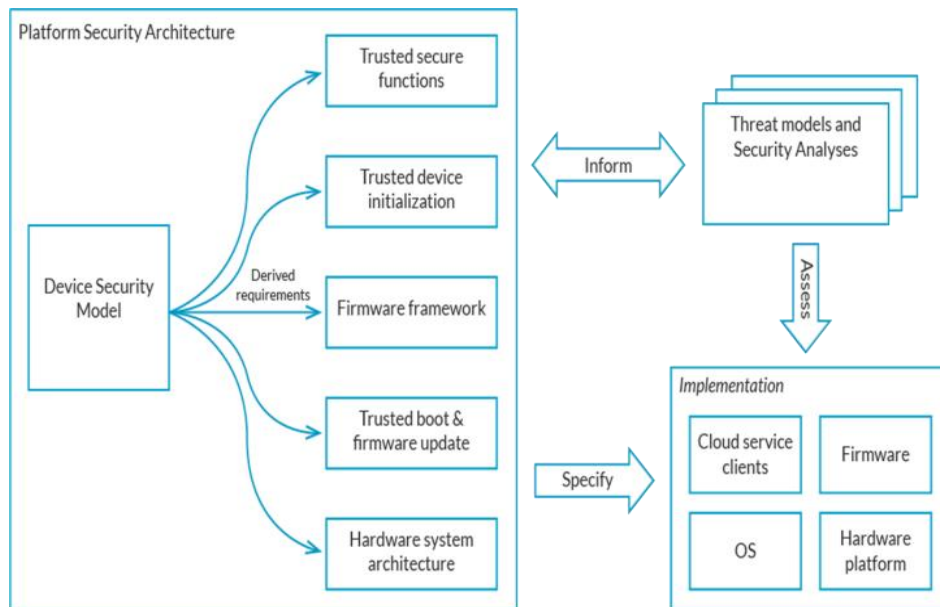 Platform Security Architecture
Trusted secure
functions
Trusted device
initialization
Derived
requirements
Device Security
Model
Firmware framework
Trusted boot &
firmware update
Hardware system
architecture
Inform
Threat models and
Security Analyses
Assess
Specify
Implementation
Cloud service
clients
Firmware
OS
Hardware
platform